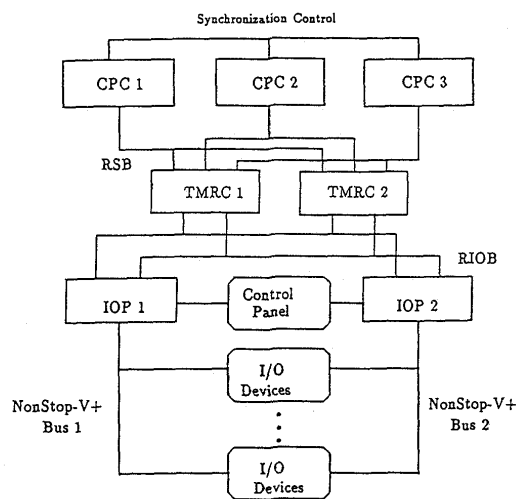 Synchronization Control
CPC 1
CPC 2
CPC 3
RSB
TMRC 1
TMRC 2
RIOB
IOP 1
Control
Panel
IOP 2
I/O
Devices
NonStop-V+
Bus 1
NonStop-V+
Bus 2
I/O
Devices